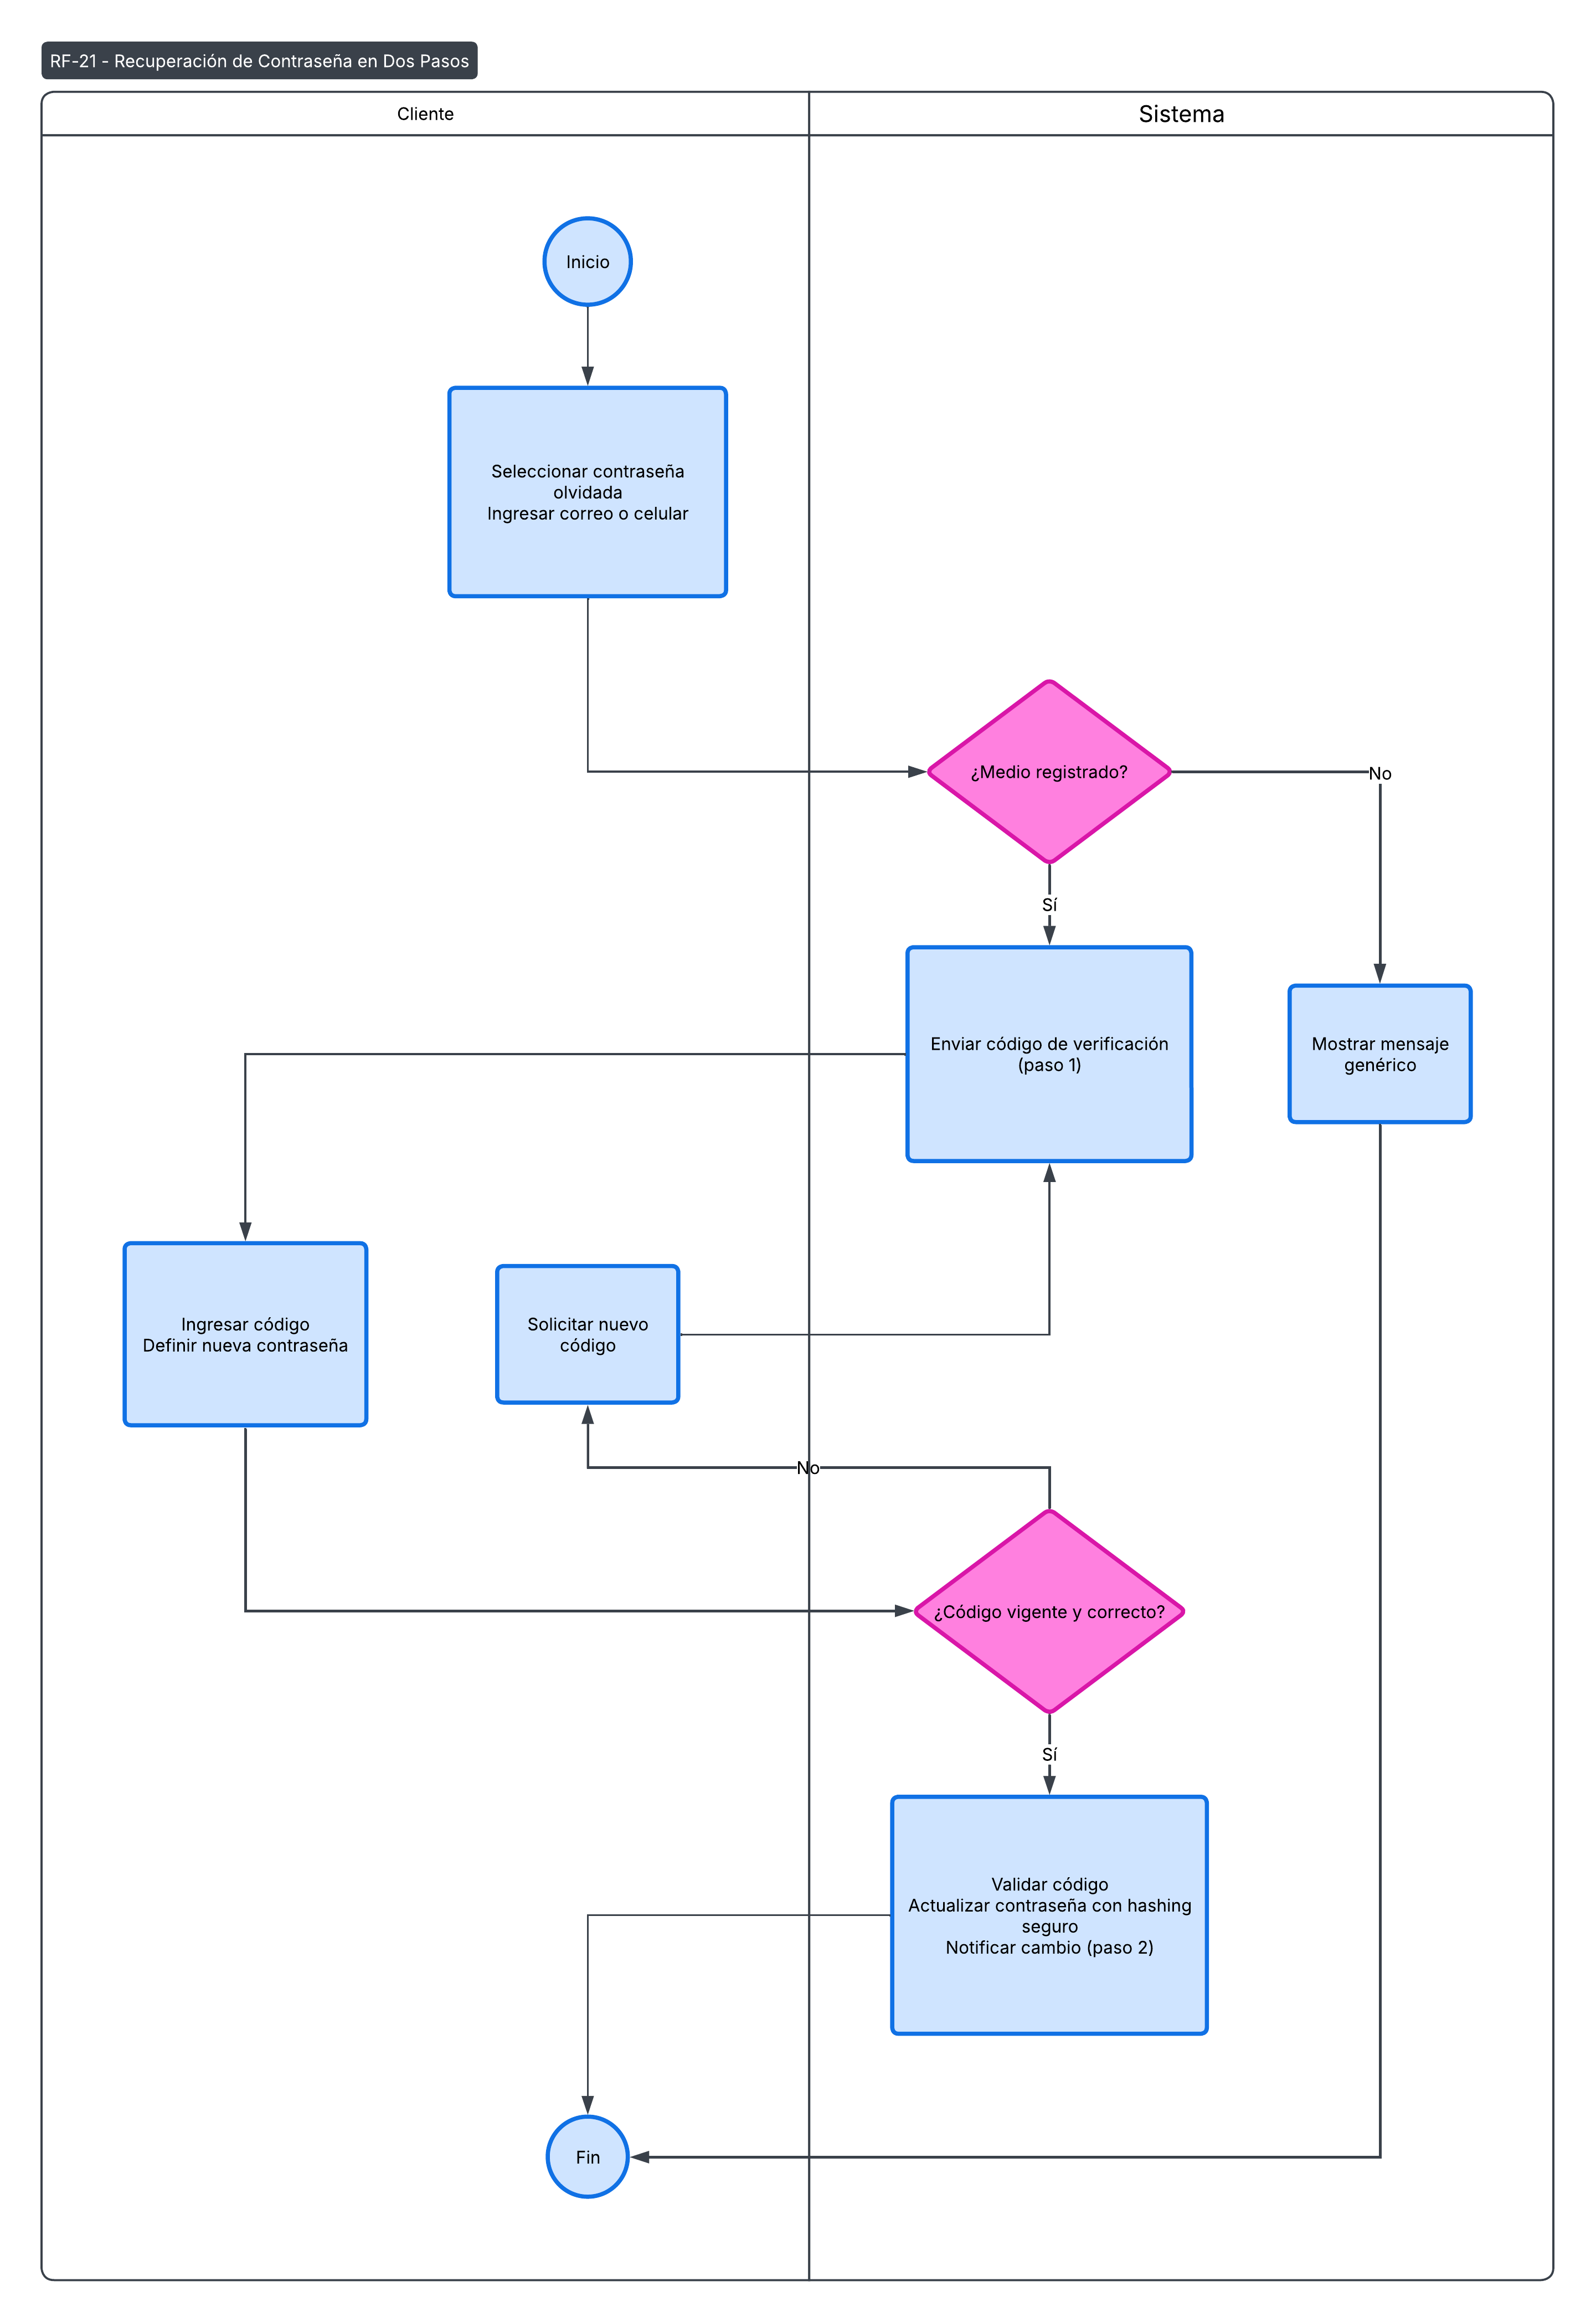 RF-21 - Recuperación de Contraseña en Dos Pasos
Cliente
Sistema
Inicio
Seleccionar contraseña
olvidada
Ingresar correo o celular
¿Medio registrado?
No
Sí
Enviar código de verificación
(paso 1)
Mostrar mensaje
genérico
Ingresar código
Definir nueva contraseña
Solicitar nuevo
código
No
¿Código vigente y correcto?
Sí
Validar código
Actualizar contraseña con hashing
seguro
Notificar cambio (paso 2)
Fin